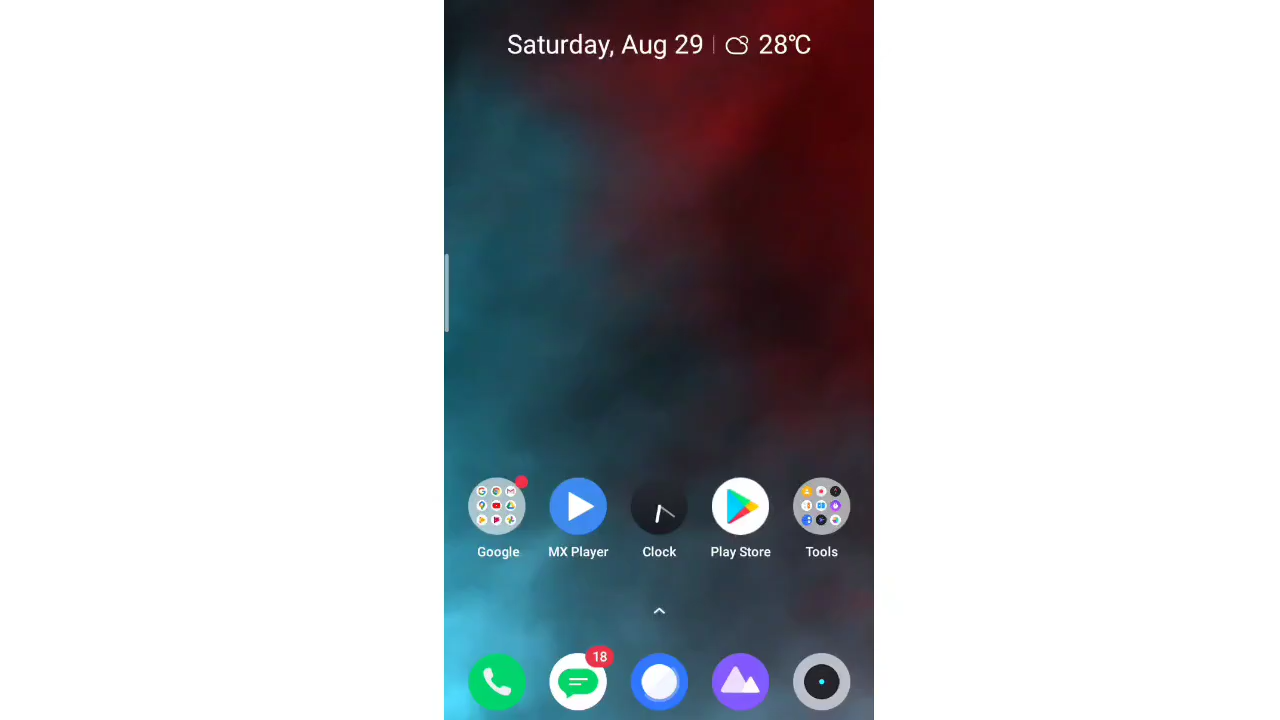 Saturday, Aug 29 | 28℃
Google
MX Player
Clock
Play Store
Tools
18